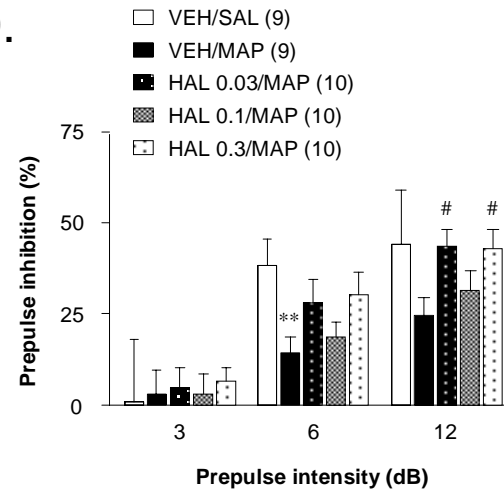 VEH/SAL (9)
VEH/MAP (9)
HAL 0.03/MAP (10)
HAL 0.1/MAP (10)
HAL 0.3/MAP (10)
Prepulse inhibition (%)
75
50
25
0
**
#
#
3 6 12
Prepulse intensity (dB)